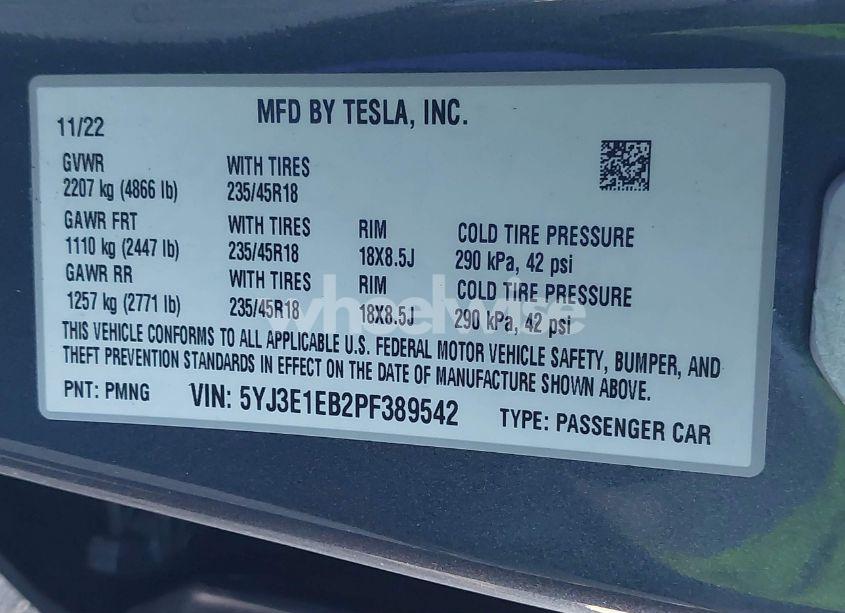 MFD BY TESLA, INC.
11/22
GVWR WITH TIRES
2207 kg (4866 lb) 235/45R18
GAWR FRT WITH TIRES RIM COLD TIRE PRESSURE
1110 kg (2447 lb) 235/45R18 18X8.5J 290 kPa, 42 psi
GAWR RR WITH TIRES RIM COLD TIRE PRESSURE
1257 kg (2771 lb) 235/45R18 18X8.5J 290 kPa, 42 psi
THIS VEHICLE CONFORMS TO ALL APPLICABLE U.S. FEDERAL MOTOR VEHICLE SAFETY, BUMPER, AND
THEFT PREVENTION STANDARDS IN EFFECT ON THE DATE OF MANUFACTURE SHOWN ABOVE.
PNT: PMNG VIN: 5YJ3E1EB2PF389542 TYPE: PASSENGER CAR
wheelwise